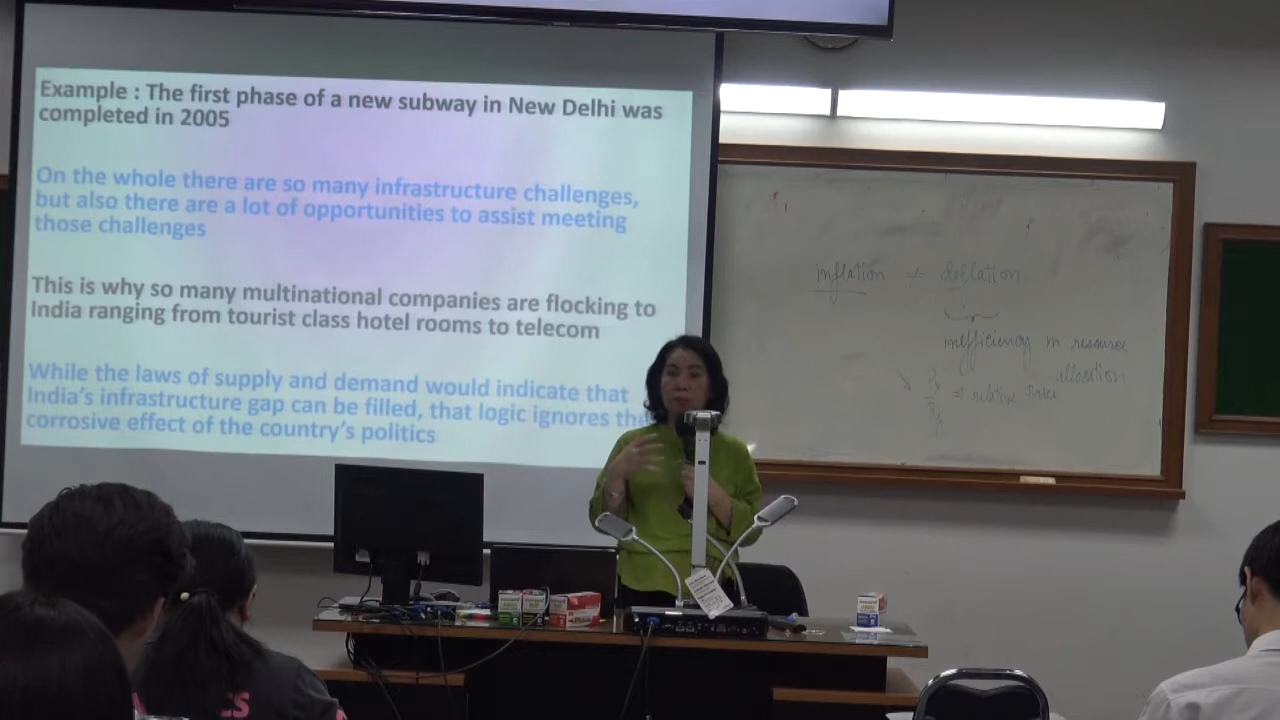 Example : The first phase of a new subway in New Delhi was
completed in 2005
On the whole there are so many infrastructure challenges,
but also there are a lot of opportunities to assist meeting
those challenges
This is why so many multinational companies are flocking to
India ranging from tourist class hotel rooms to telecom
While the laws of supply and demand would indicate that
India's infrastructure gap can be filled, that logic ignores the
corrosive effect of the country's politics
inflation ≠ deflation
inefficiency in resource
allocation
= relative Price
ES